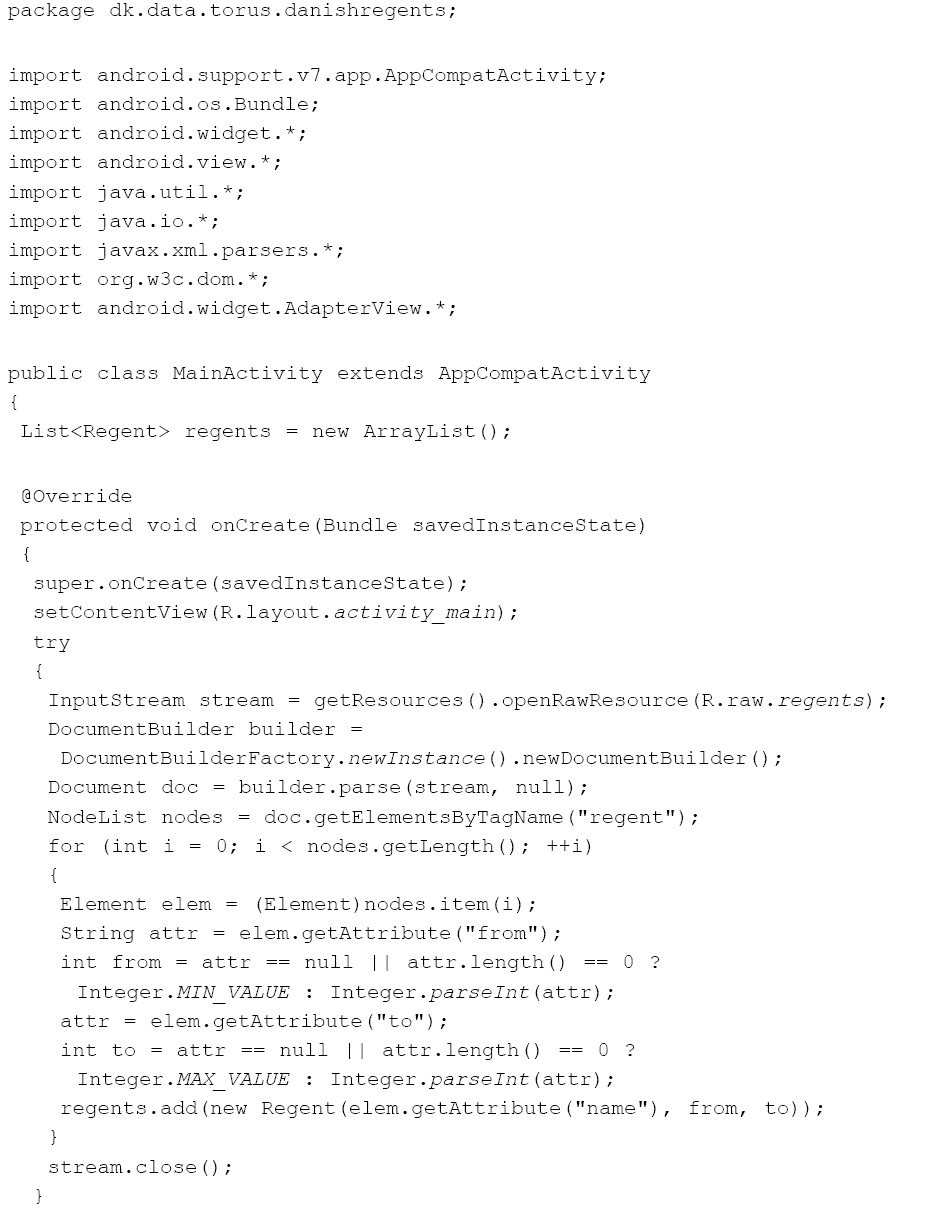 package dk.data.torus.danishregents;
import android.support.v7.app.AppCompatActivity;
import android.os.Bundle;
import android.widget.*;
import android.view.*;
import java.util.*;
import java.io.*;
import javax.xml.parsers.*;
import org.w3c.dom.*;
import android.widget.AdapterView.*;
public class MainActivity extends AppCompatActivity
{
List<Regent> regents = new ArrayList();
@Override
protected void onCreate(Bundle savedInstanceState)
{
super.onCreate(savedInstanceState);
setContentView(R.layout.activity_main);
try
{
InputStream stream = getResources().openRawResource(R.raw.regents);
DocumentBuilder builder =
DocumentBuilderFactory.newInstance().newDocumentBuilder();
Document doc = builder.parse(stream, null);
NodeList nodes = doc.getElementsByTagName("regent");
for (int i = 0; i < nodes.getLength(); ++i)
{
Element elem = (Element)nodes.item(i);
String attr = elem.getAttribute("from");
int from = attr == null || attr.length() == 0 ?
Integer.MIN_VALUE : Integer.parseInt(attr);
attr = elem.getAttribute("to");
int to = attr == null || attr.length() == 0 ?
Integer.MAX_VALUE : Integer.parseInt(attr);
regents.add(new Regent(elem.getAttribute("name"), from, to));
}
stream.close();
}